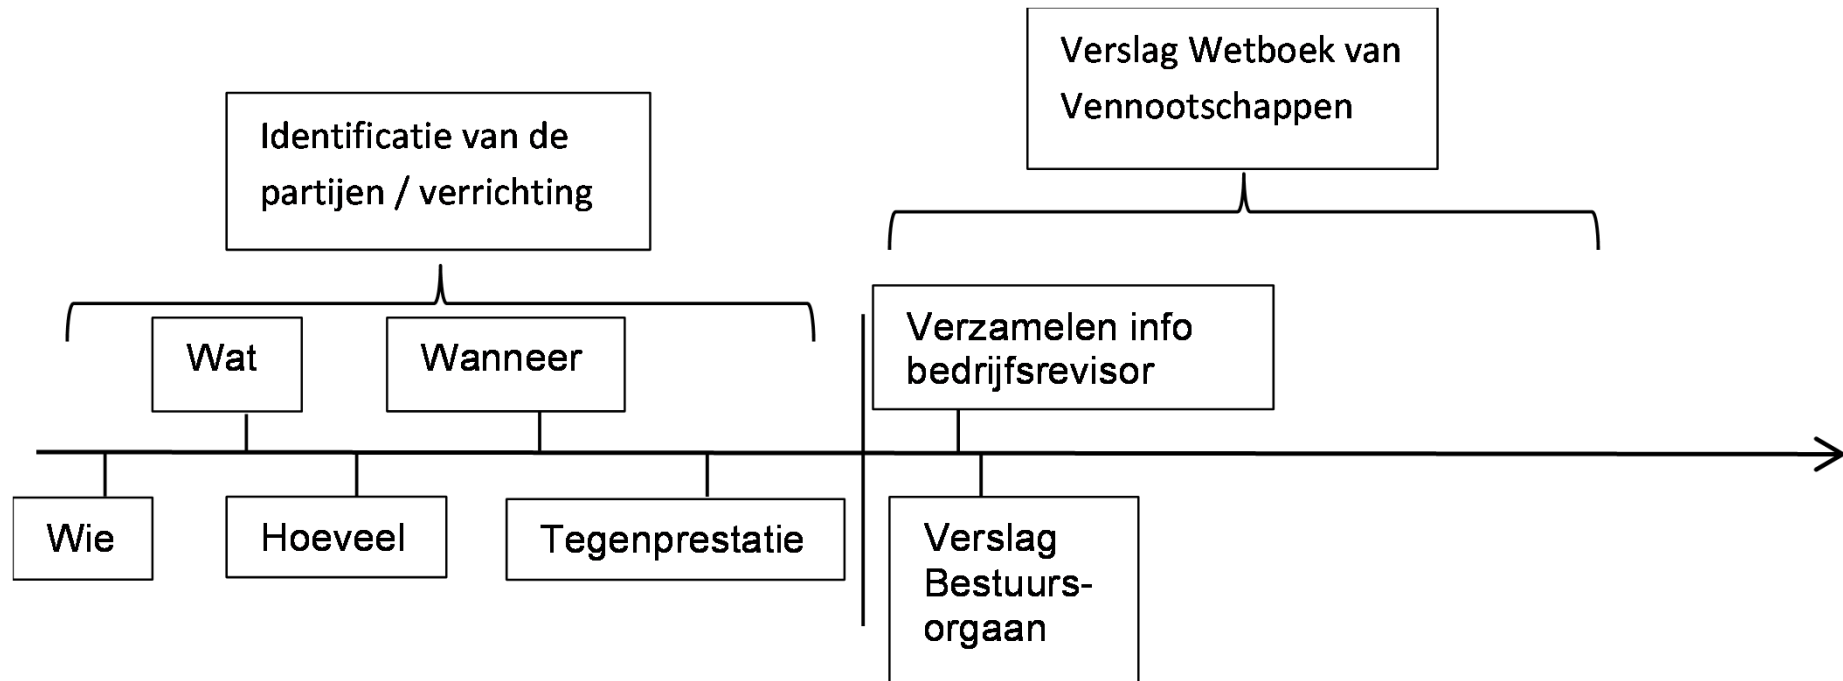 Verslag Wetboek van
Vennootschappen
Identificatie van de
partijen / verrichting
Wat
Wanneer
Verzamelen info
bedrijfsrevisor
Wie
Hoeveel
Tegenprestatie
Verslag
Bestuurs-
orgaan